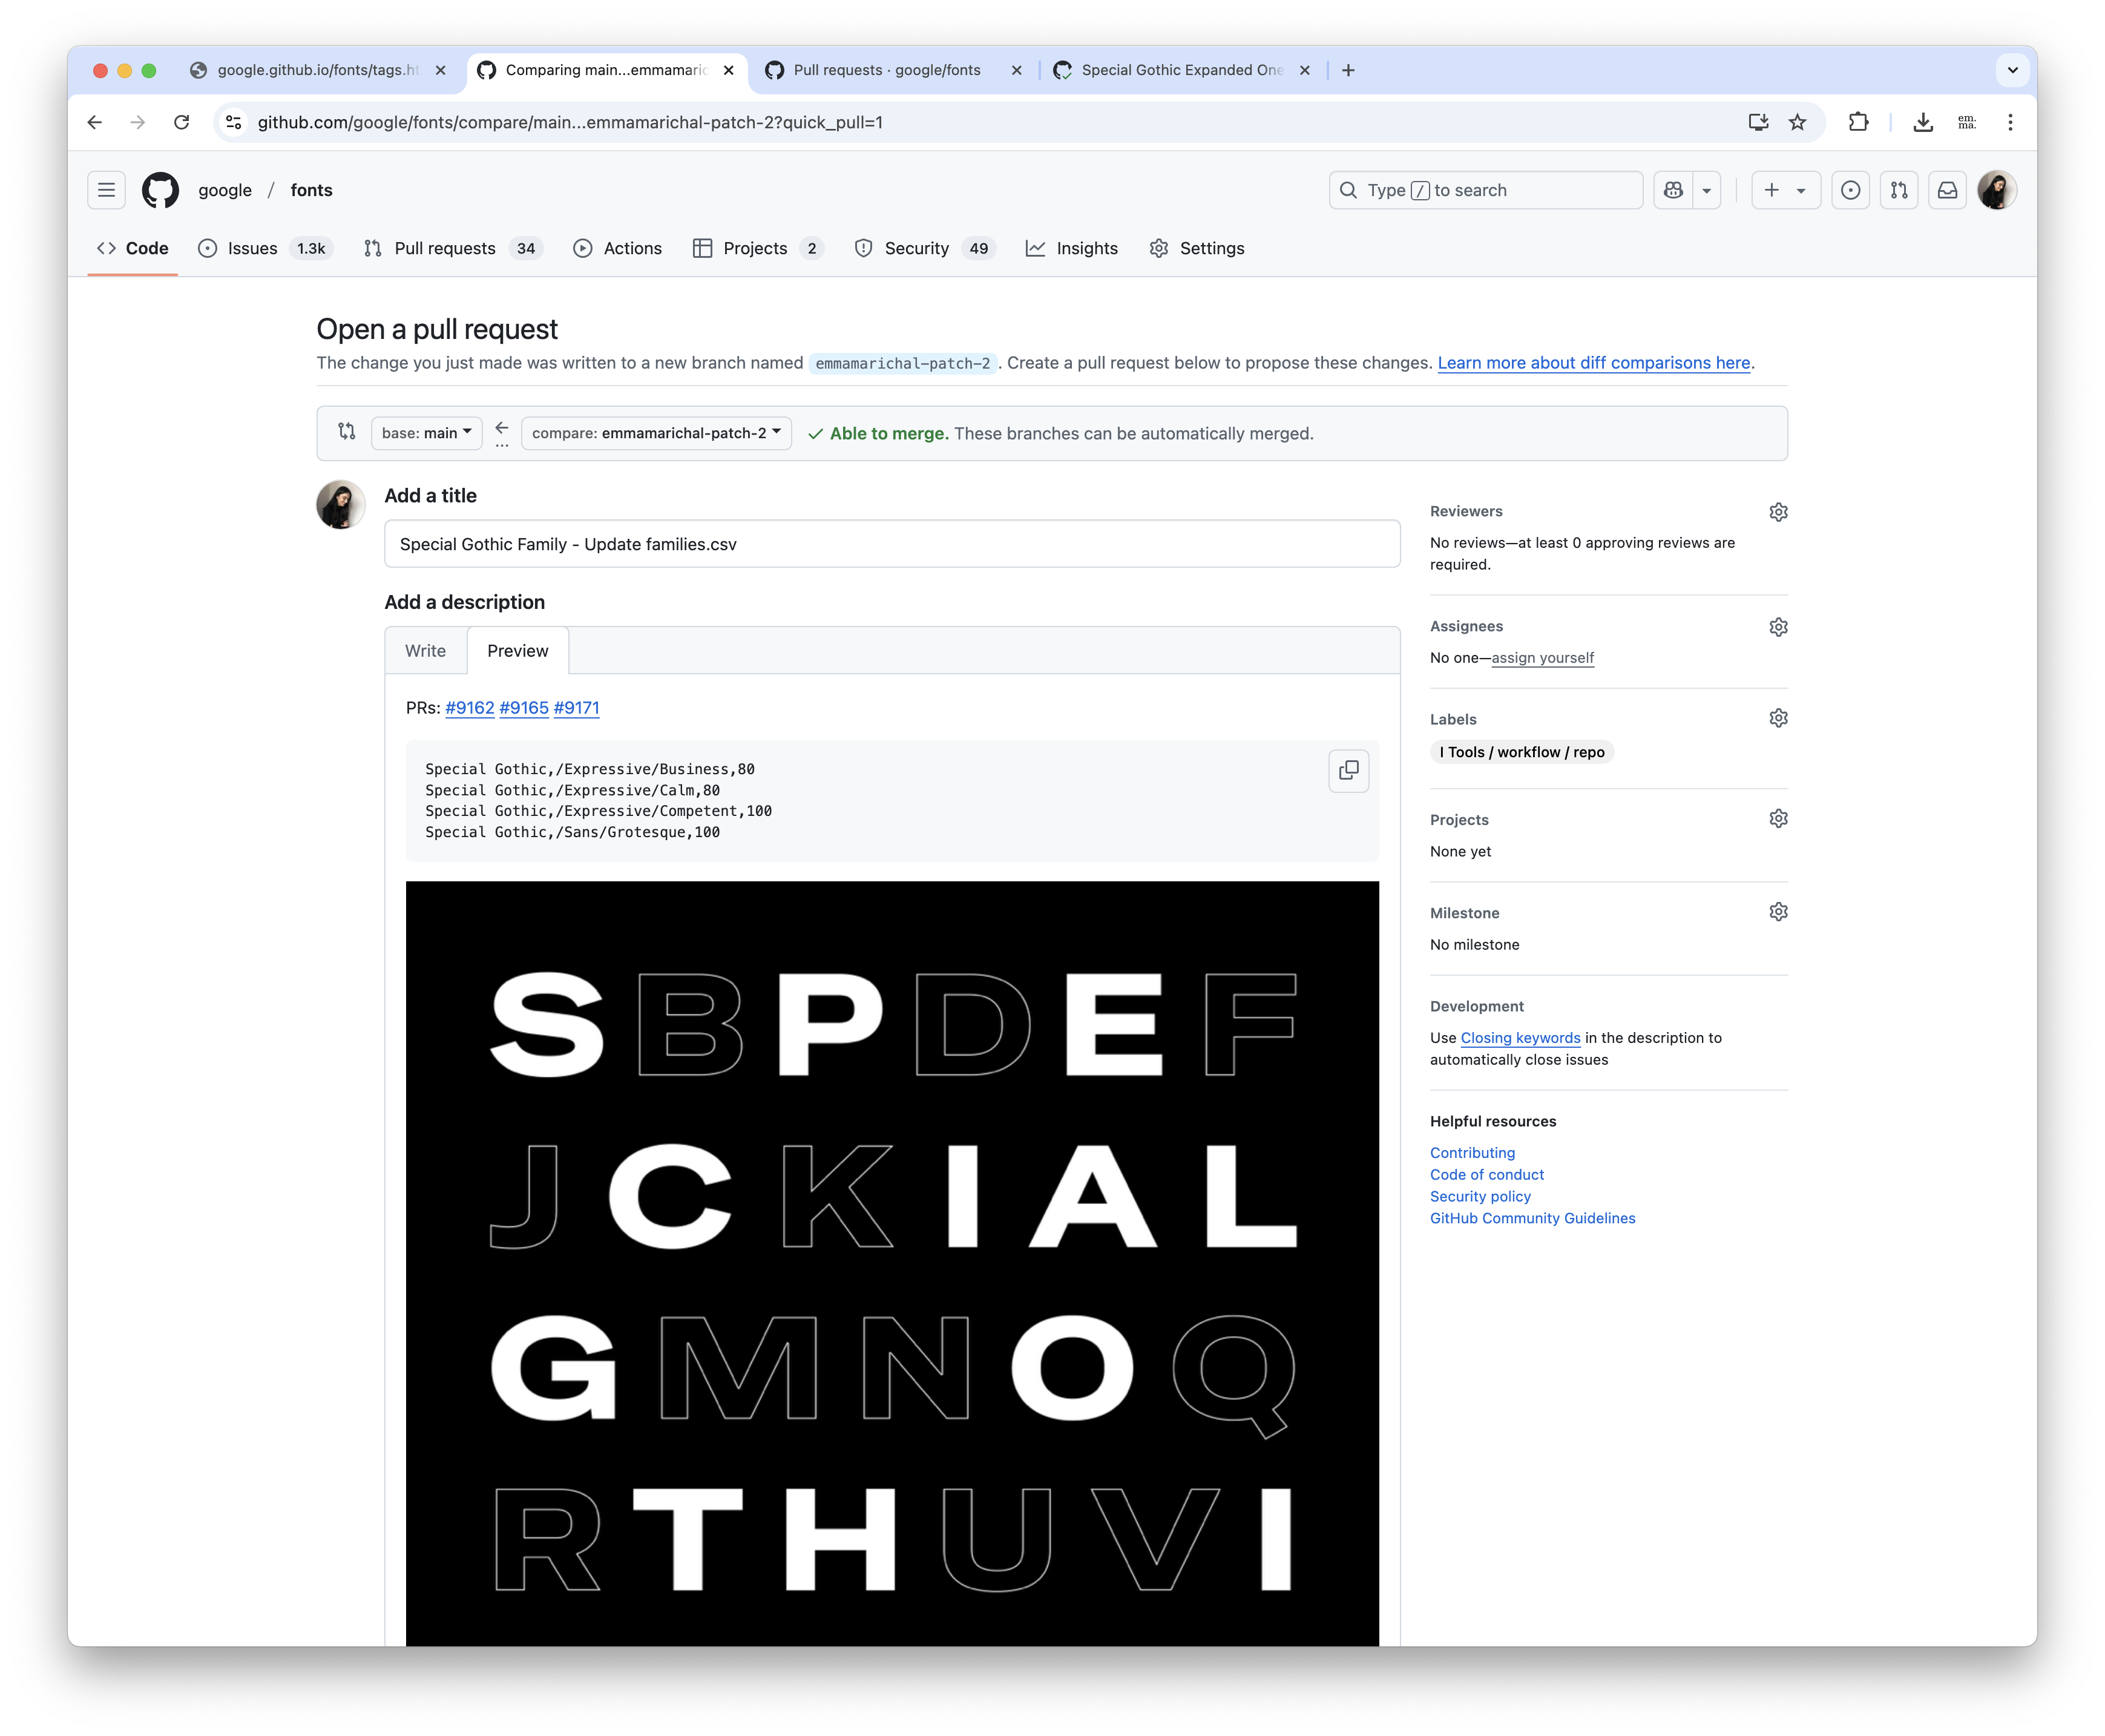 google.github.io/fonts/tags.ht
Comparing main...emmamaric
Pull requests · google/fonts
Special Gothic Expanded One
github.com/google/fonts/compare/main...emmamarichal-patch-2?quick_pull=1
em.
ma.
google / fonts
Type / to search
Code
Issues 1.3k
Pull requests 34
Actions
Projects 2
Security 49
Insights
Settings
Open a pull request
The change you just made was written to a new branch named emmamarichal-patch-2. Create a pull request below to propose these changes. Learn more about diff comparisons here.
base: main
compare: emmamarichal-patch-2
Able to merge. These branches can be automatically merged.
Add a title
Special Gothic Family - Update families.csv
Add a description
Write
Preview
PRs: #9162 #9165 #9171
Special Gothic,/Expressive/Business,80
Special Gothic,/Expressive/Calm,80
Special Gothic,/Expressive/Competent,100
Special Gothic,/Sans/Grotesque,100
SBPDEF
JCKIAL
GMNOQ
RTHUVI
Reviewers
No reviews—at least 0 approving reviews are
required.
Assignees
No one—assign yourself
Labels
I Tools / workflow / repo
Projects
None yet
Milestone
No milestone
Development
Use Closing keywords in the description to
automatically close issues
Helpful resources
Contributing
Code of conduct
Security policy
GitHub Community Guidelines